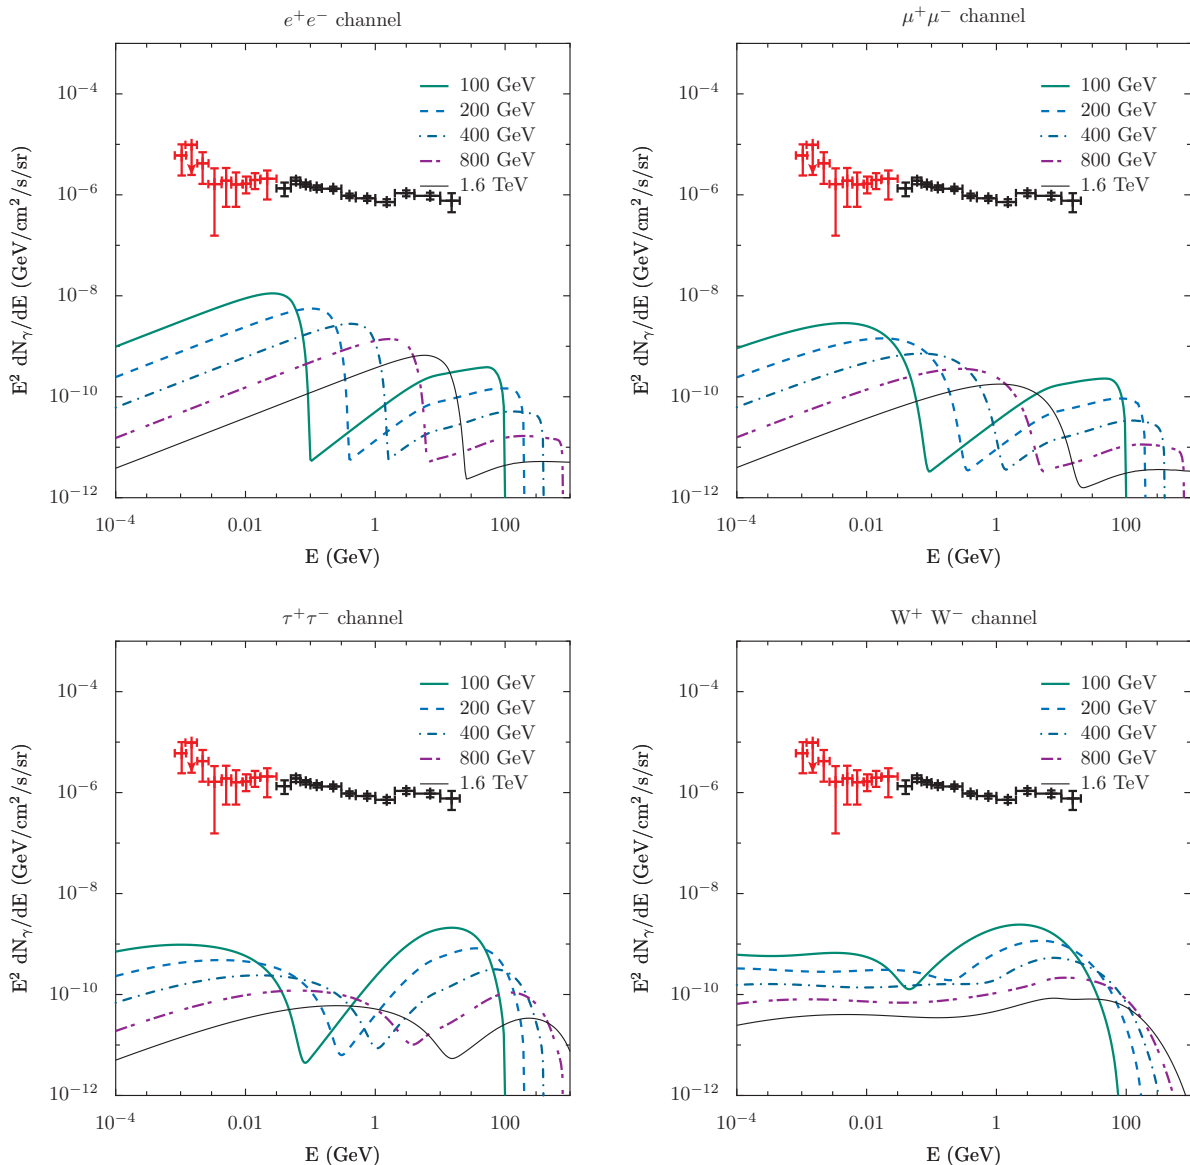 e⁺e⁻ channel
E² dNγ/dE (GeV/cm²/s/sr)
10⁻⁴
10⁻⁶
10⁻⁸
10⁻¹⁰
10⁻¹²
100 GeV
200 GeV
400 GeV
800 GeV
1.6 TeV
10⁻⁴ 0.01 1 100
E (GeV)
μ⁺μ⁻ channel
E² dNγ/dE (GeV/cm²/s/sr)
10⁻⁴
10⁻⁶
10⁻⁸
10⁻¹⁰
10⁻¹²
100 GeV
200 GeV
400 GeV
800 GeV
1.6 TeV
10⁻⁴ 0.01 1 100
E (GeV)
τ⁺τ⁻ channel
E² dNγ/dE (GeV/cm²/s/sr)
10⁻⁴
10⁻⁶
10⁻⁸
10⁻¹⁰
10⁻¹²
100 GeV
200 GeV
400 GeV
800 GeV
1.6 TeV
10⁻⁴ 0.01 1 100
E (GeV)
W⁺ W⁻ channel
E² dNγ/dE (GeV/cm²/s/sr)
10⁻⁴
10⁻⁶
10⁻⁸
10⁻¹⁰
10⁻¹²
100 GeV
200 GeV
400 GeV
800 GeV
1.6 TeV
10⁻⁴ 0.01 1 100
E (GeV)